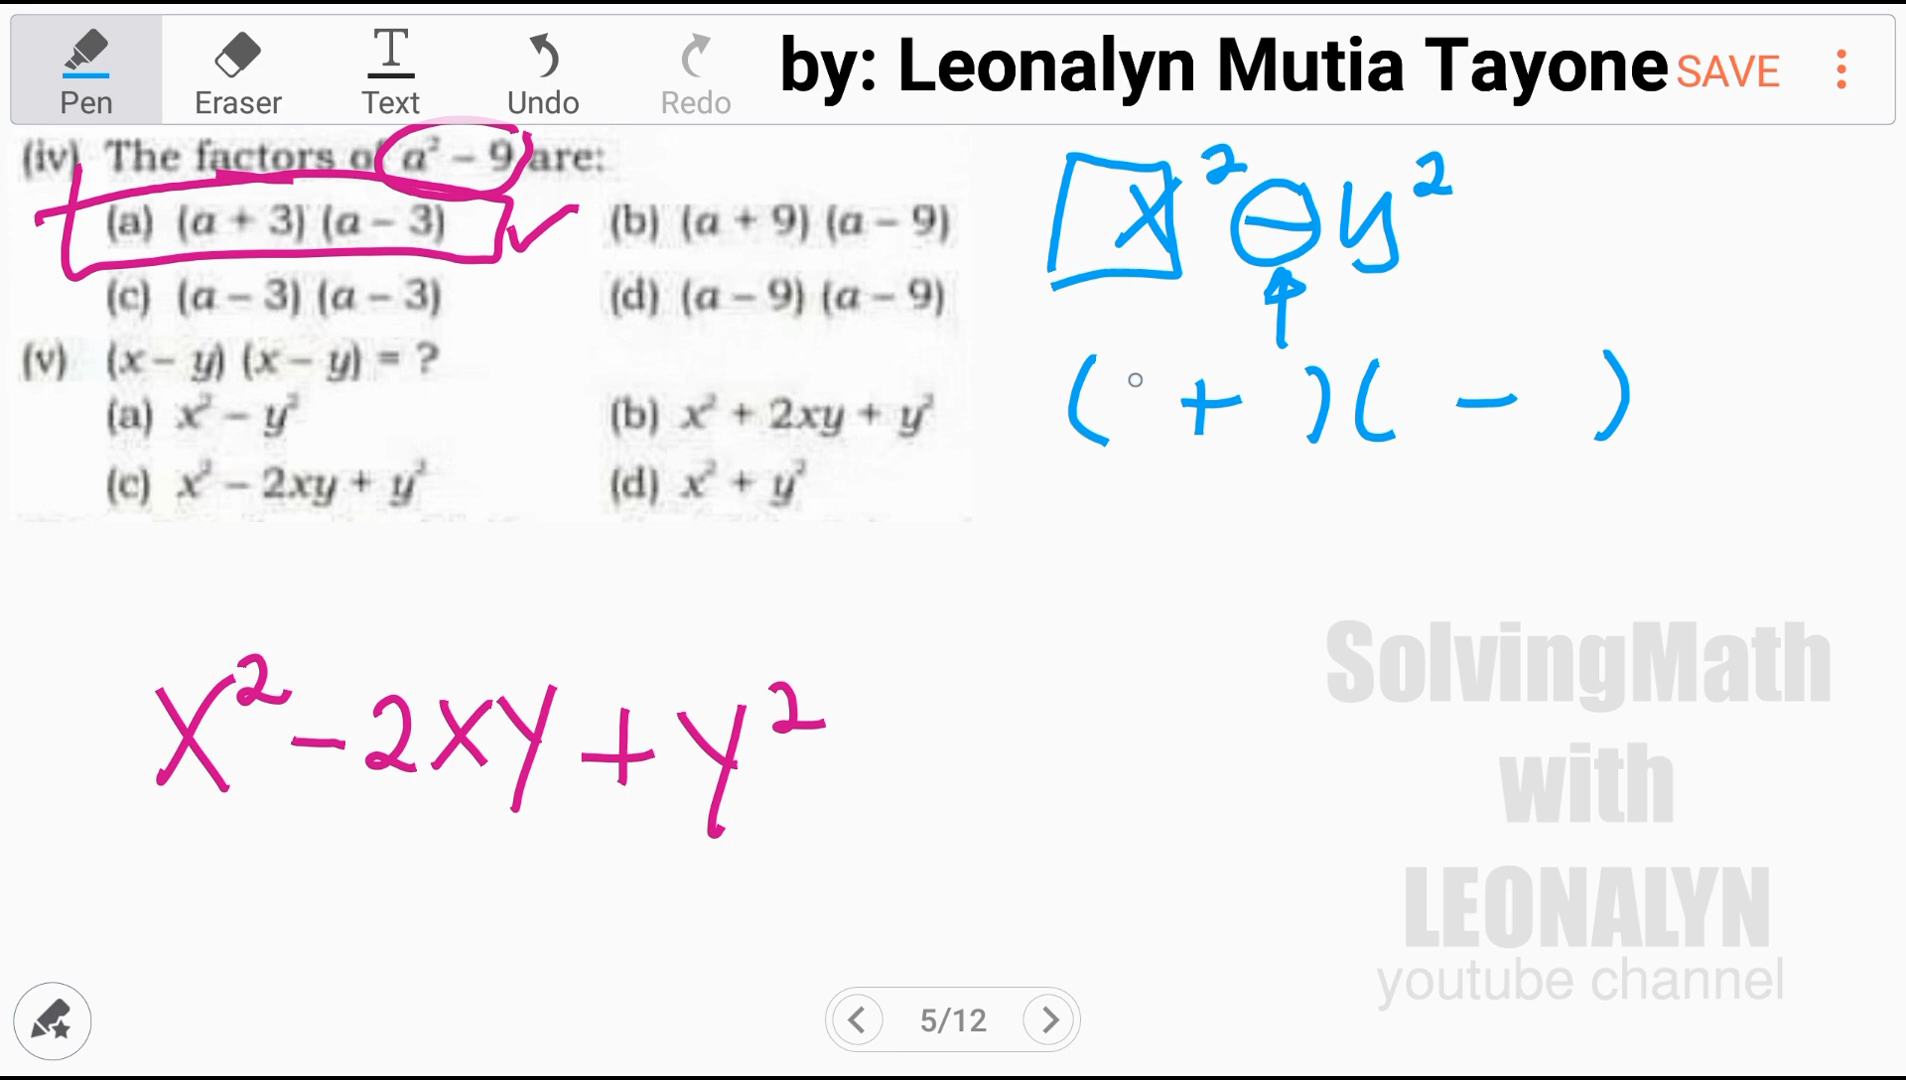 Pen Eraser Text Undo Redo by: Leonalyn Mutia Tayone SAVE
(iv) The factors of a² – 9 are:
(a) (a + 3) (a – 3) (b) (a + 9) (a – 9)
(c) (a – 3) (a – 3) (d) (a – 9) (a – 9)
(v) (x – y) (x – y) = ?
(a) x² – y² (b) x² + 2xy + y²
(c) x² – 2xy + y² (d) x² + y²
x² – y²
( + )( – )
x² – 2xy + y²
SolvingMath
with
LEONALYN
youtube channel
5/12